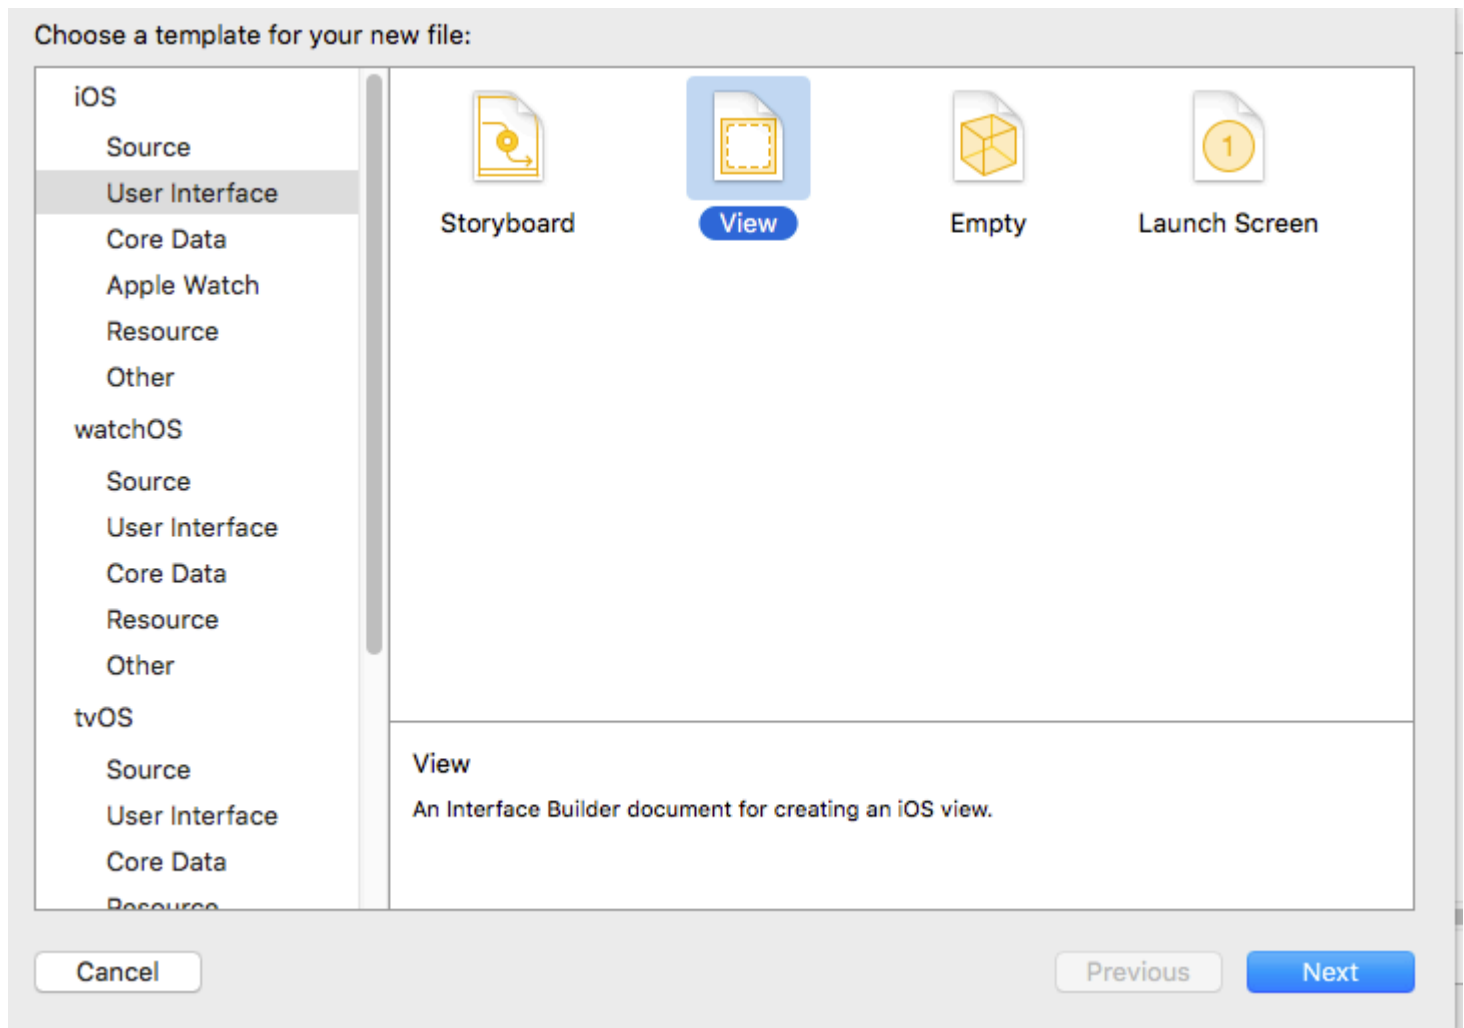 Choose a template for your new file:
iOS
Source
User Interface
Core Data
Apple Watch
Resource
Other
watchOS
Source
User Interface
Core Data
Resource
Other
tvOS
Source
User Interface
Core Data
Resource
Storyboard
View
Empty
1
Launch Screen
View
An Interface Builder document for creating an iOS view.
Cancel
Previous
Next